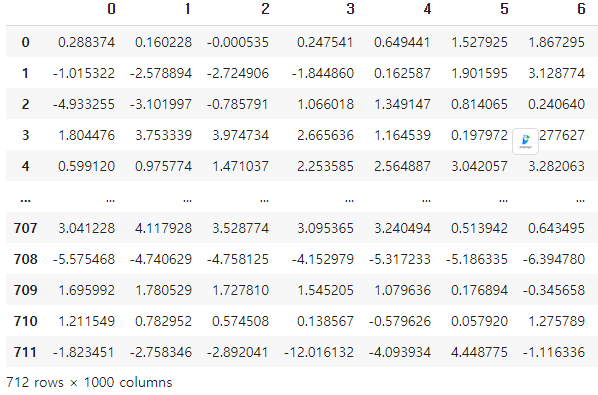 0 1 2 3 4 5 6
0 0.288374 0.160228 -0.000535 0.247541 0.649441 1.527925 1.867295
1 -1.015322 -2.578894 -2.724906 -1.844860 0.162587 1.901595 3.128774
2 -4.933255 -3.101997 -0.785791 1.066018 1.349147 0.814065 0.240640
3 1.804476 3.753339 3.974734 2.665636 1.164539 0.197972 277627
4 0.599120 0.975774 1.471037 2.253585 2.564887 3.042057 3.282063
... ... ... ... ... ... ... ...
707 3.041228 4.117928 3.528774 3.095365 3.240494 0.513942 0.643495
708 -5.575468 -4.740629 -4.758125 -4.152979 -5.317233 -5.186335 -6.394780
709 1.695992 1.780529 1.727810 1.545205 1.079636 0.176894 -0.345658
710 1.211549 0.782952 0.574508 0.138567 -0.579626 0.057920 1.275789
711 -1.823451 -2.758346 -2.892041 -12.016132 -4.093934 4.448775 -1.116336
712 rows × 1000 columns